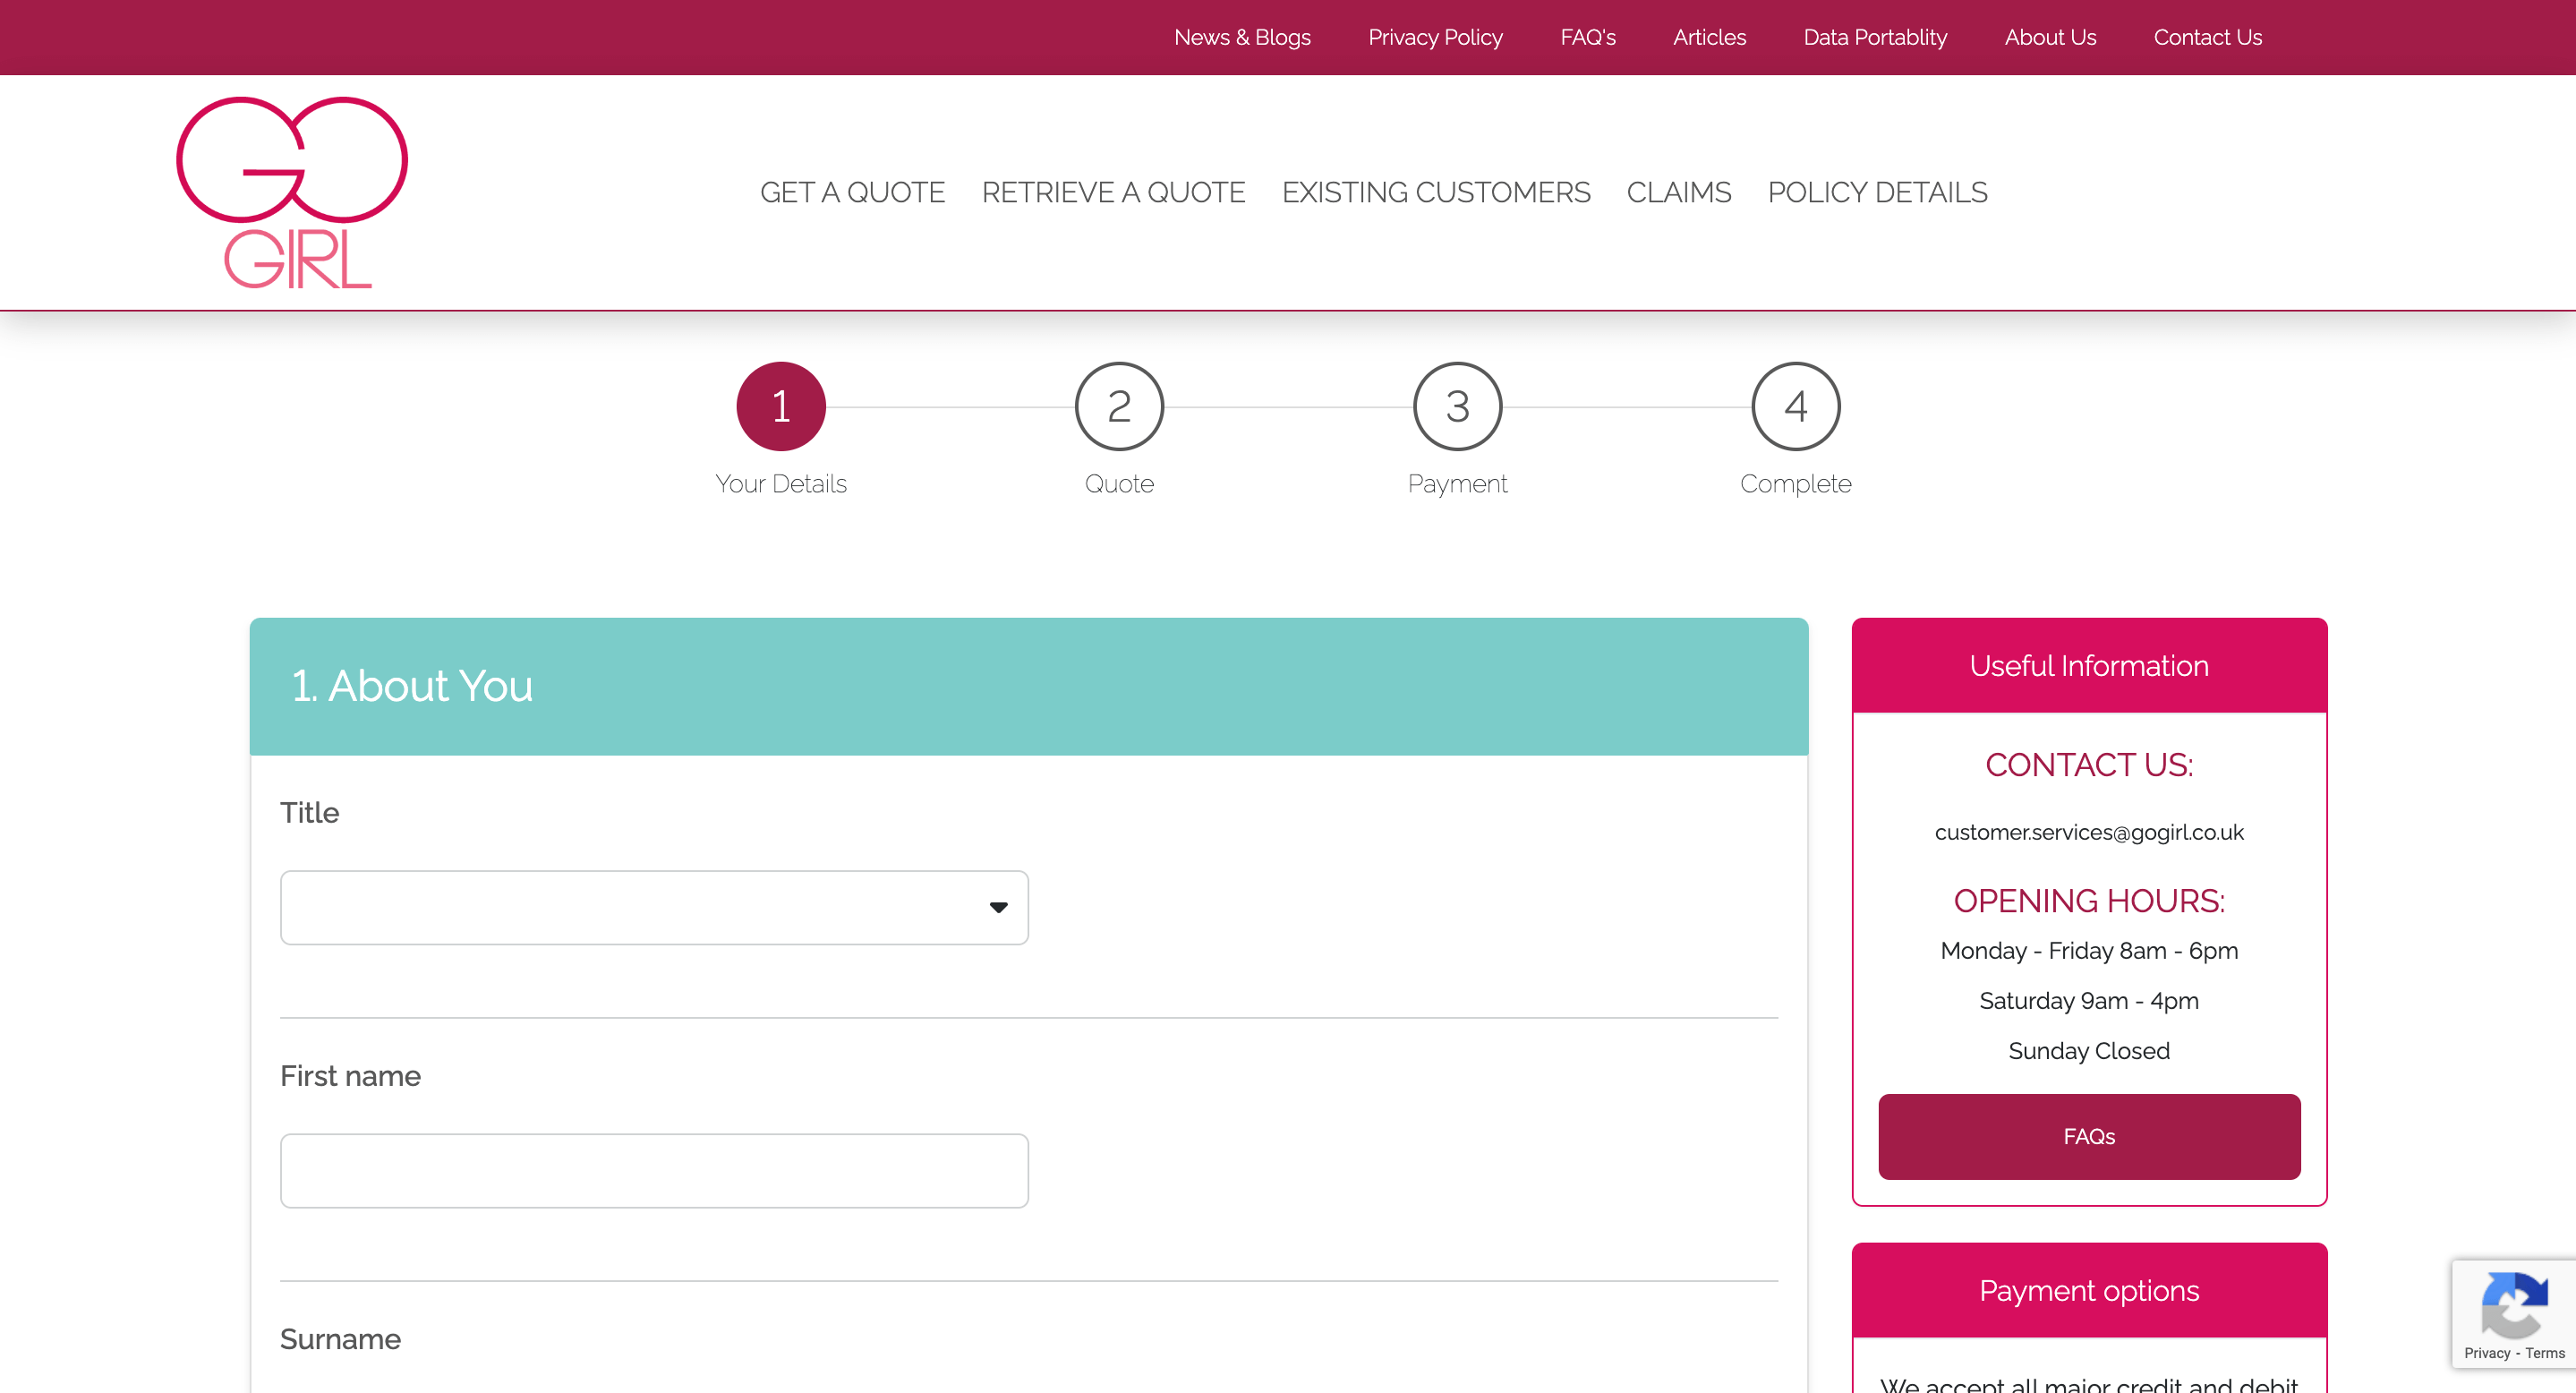 News & Blogs Privacy Policy FAQ's Articles Data Portablity About Us Contact Us
GO
GIRL
GET A QUOTE RETRIEVE A QUOTE EXISTING CUSTOMERS CLAIMS POLICY DETAILS
1 2 3 4
Your Details Quote Payment Complete
1. About You
Title
First name
Surname
Useful Information
CONTACT US:
customer.services@gogirl.co.uk
OPENING HOURS:
Monday - Friday 8am - 6pm
Saturday 9am - 4pm
Sunday Closed
FAQs
Payment options
We accept all major credit and debit
Privacy - Terms